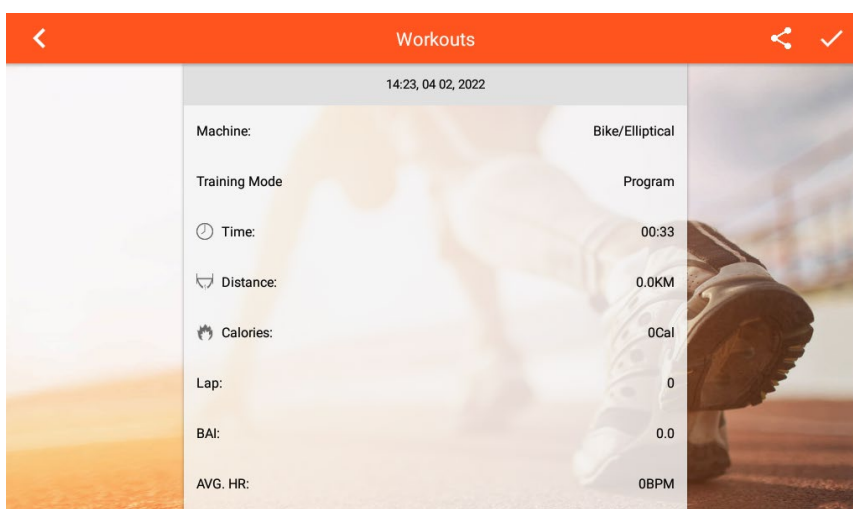 Workouts
14:23, 04 02, 2022
Machine: Bike/Elliptical
Training Mode Program
Time: 00:33
Distance: 0.0KM
Calories: 0Cal
Lap: 0
BAI: 0.0
AVG. HR: 0BPM